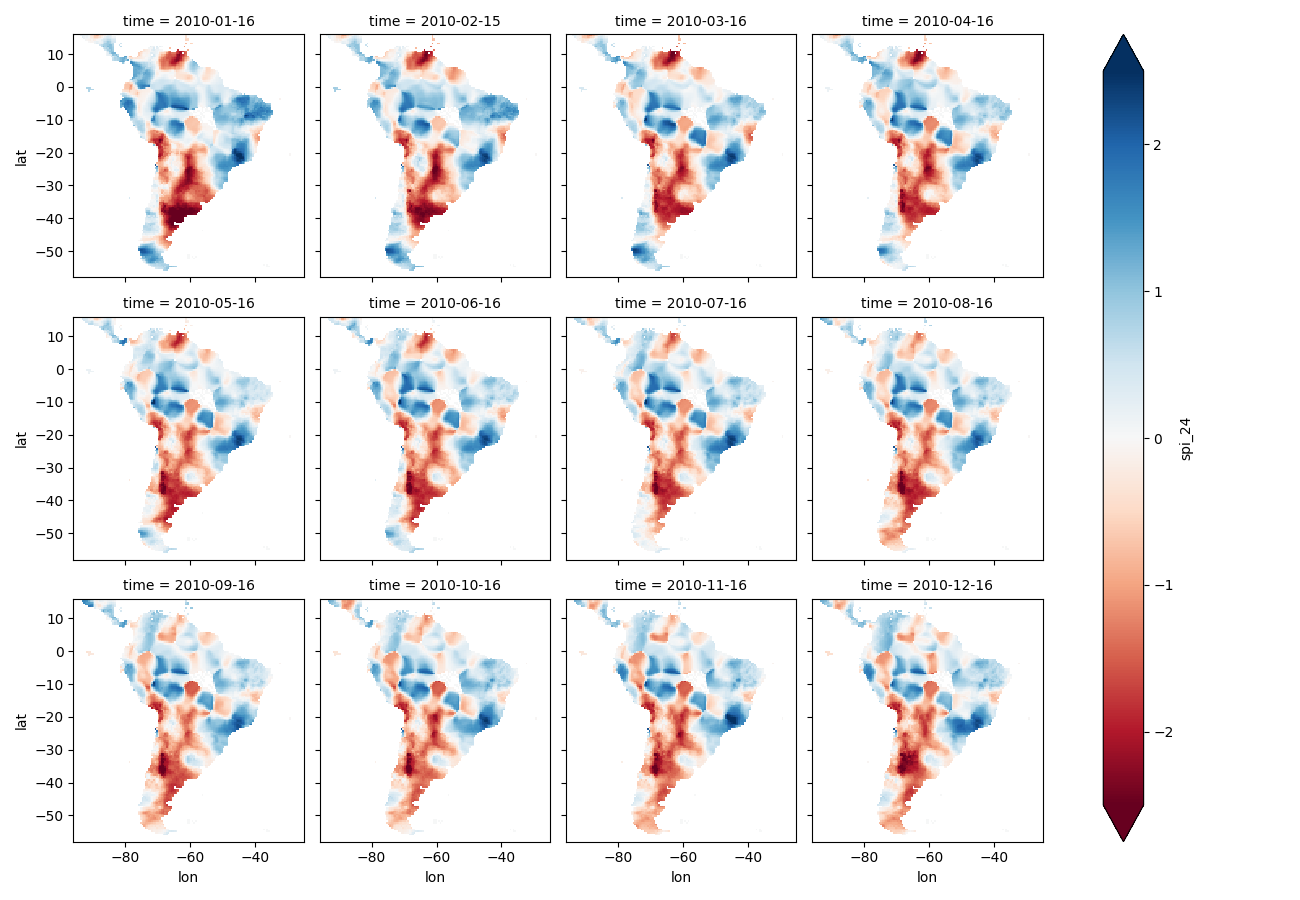 time = 2010-01-16
time = 2010-02-15
time = 2010-03-16
time = 2010-04-16
lat
10
0
−10
−20
−30
−40
−50
time = 2010-05-16
time = 2010-06-16
time = 2010-07-16
time = 2010-08-16
lat
10
0
−10
−20
−30
−40
−50
time = 2010-09-16
time = 2010-10-16
time = 2010-11-16
time = 2010-12-16
lat
10
0
−10
−20
−30
−40
−50
−80
−60
−40
lon
−80
−60
−40
lon
−80
−60
−40
lon
−80
−60
−40
lon
2
1
0
−1
−2
spi_24